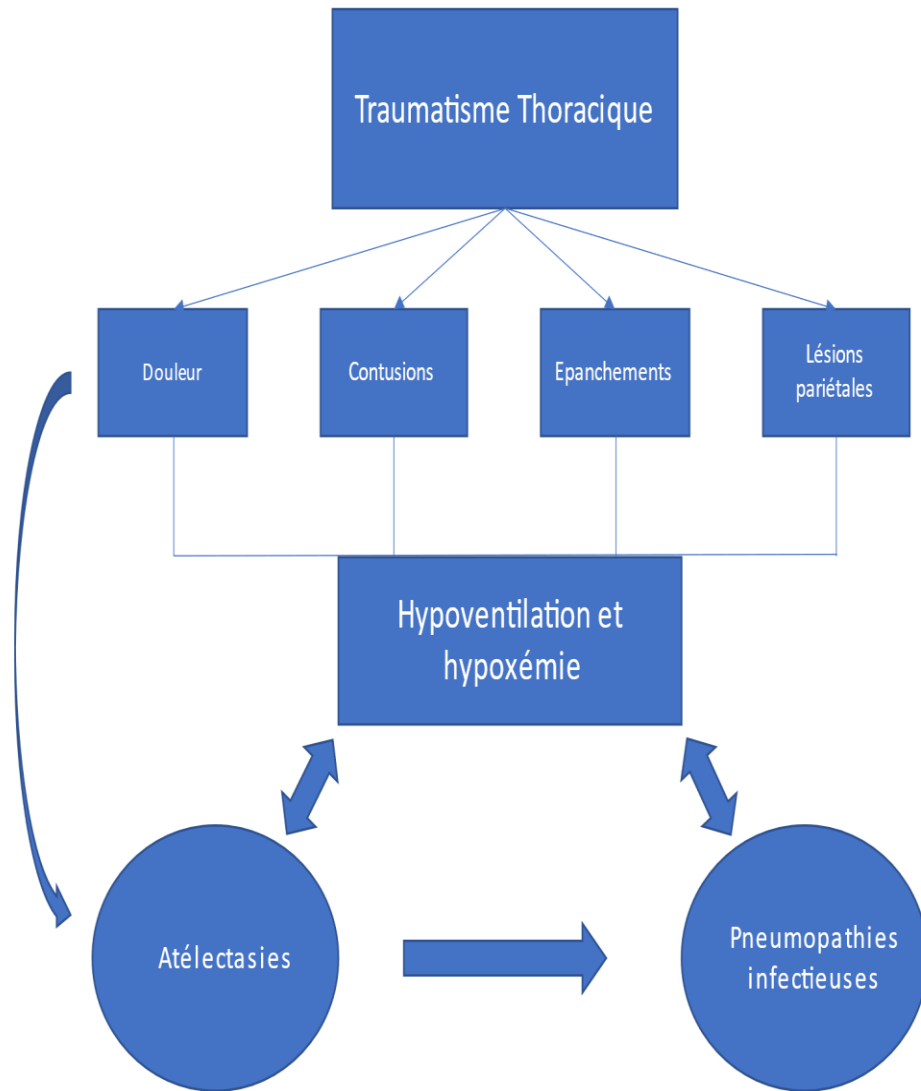 Traumatisme Thoracique
Douleur
Contusions
Epanchements
Lésions
pariétales
Hypoventilation et
hypoxémie
Atélectasies
Pneumopathies
infectieuses